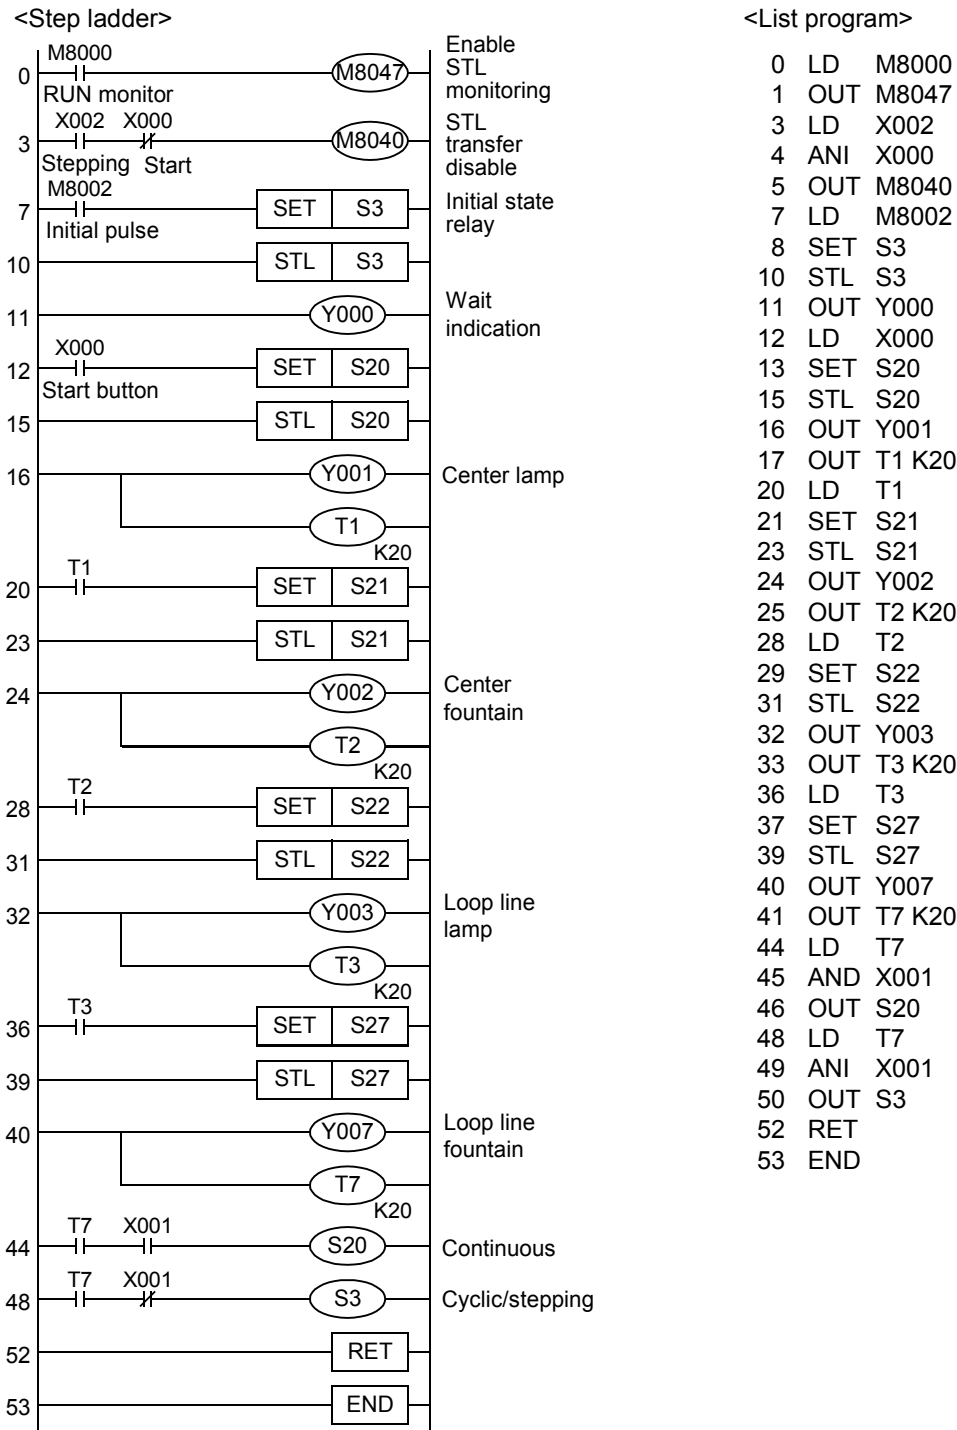 <Step ladder>
M8000
0
M8047
Enable
STL
monitoring
RUN monitor
X002 X000
3
M8040
STL
transfer
disable
Stepping Start
M8002
7
SET S3
Initial state
relay
Initial pulse
10
STL S3
11
Y000
Wait
indication
X000
12
SET S20
Start button
15
STL S20
16
Y001
Center lamp
T1
K20
T1
20
SET S21
23
STL S21
24
Y002
Center
fountain
T2
K20
T2
28
SET S22
31
STL S22
32
Y003
Loop line
lamp
T3
K20
T3
36
SET S27
39
STL S27
40
Y007
Loop line
fountain
T7
K20
T7 X001
44
S20
Continuous
T7 X001
48
S3
Cyclic/stepping
52
RET
53
END
<List program>
0 LD M8000
1 OUT M8047
3 LD X002
4 ANI X000
5 OUT M8040
7 LD M8002
8 SET S3
10 STL S3
11 OUT Y000
12 LD X000
13 SET S20
15 STL S20
16 OUT Y001
17 OUT T1 K20
20 LD T1
21 SET S21
23 STL S21
24 OUT Y002
25 OUT T2 K20
28 LD T2
29 SET S22
31 STL S22
32 OUT Y003
33 OUT T3 K20
36 LD T3
37 SET S27
39 STL S27
40 OUT Y007
41 OUT T7 K20
44 LD T7
45 AND X001
46 OUT S20
48 LD T7
49 ANI X001
50 OUT S3
52 RET
53 END